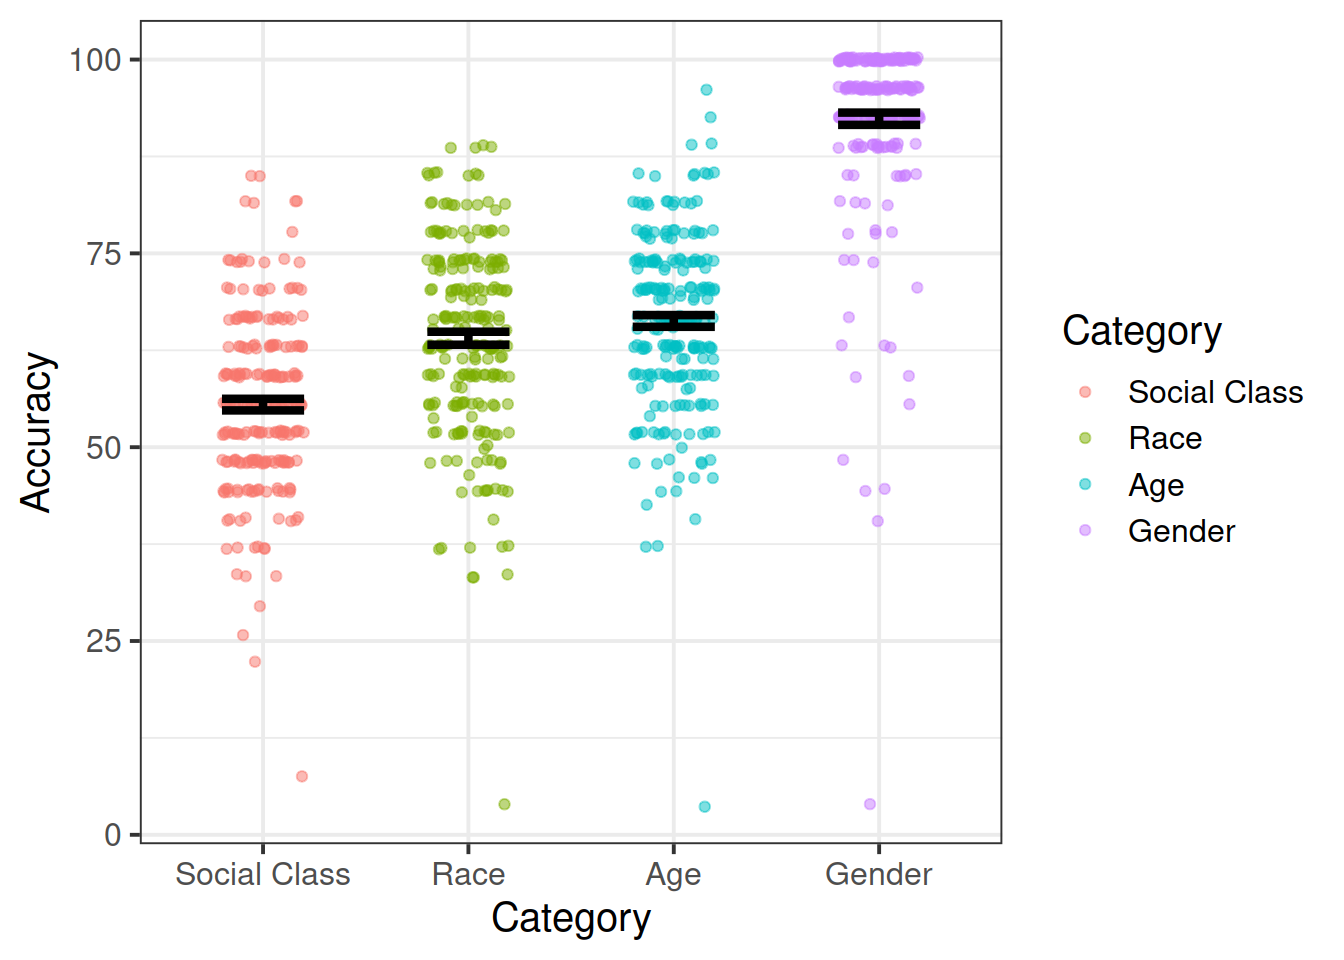 100
75
50
25
0
Accuracy
Social Class
Race
Age
Gender
Category
Category
Social Class
Race
Age
Gender